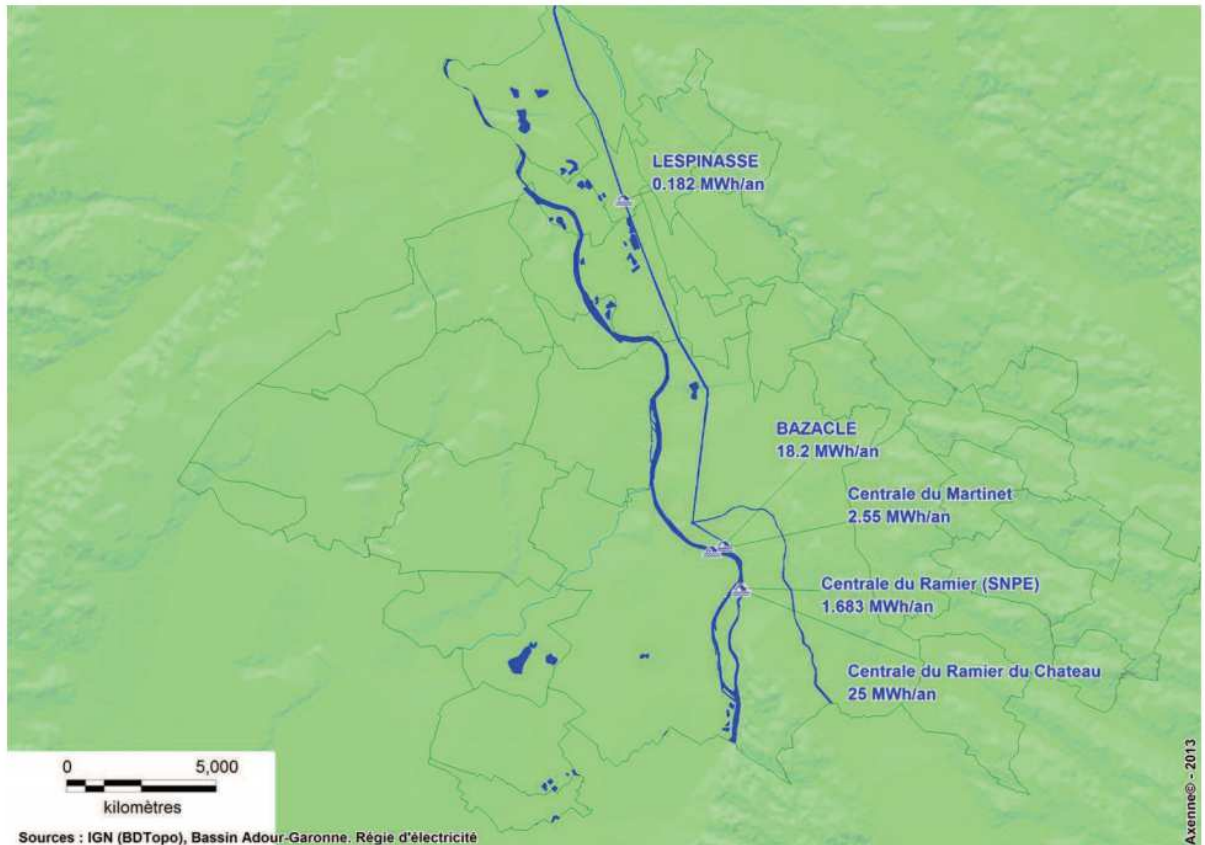 LESPINASSE
0.182 MWh/an
BAZACLE
18.2 MWh/an
Centrale du Martinet
2.55 MWh/an
Centrale du Ramier (SNPE)
1.683 MWh/an
Centrale du Ramier du Chateau
25 MWh/an
0 5,000
kilomètres
Sources : IGN (BDTopo), Bassin Adour-Garonne. Régie d'électricité
Axenne© - 2013